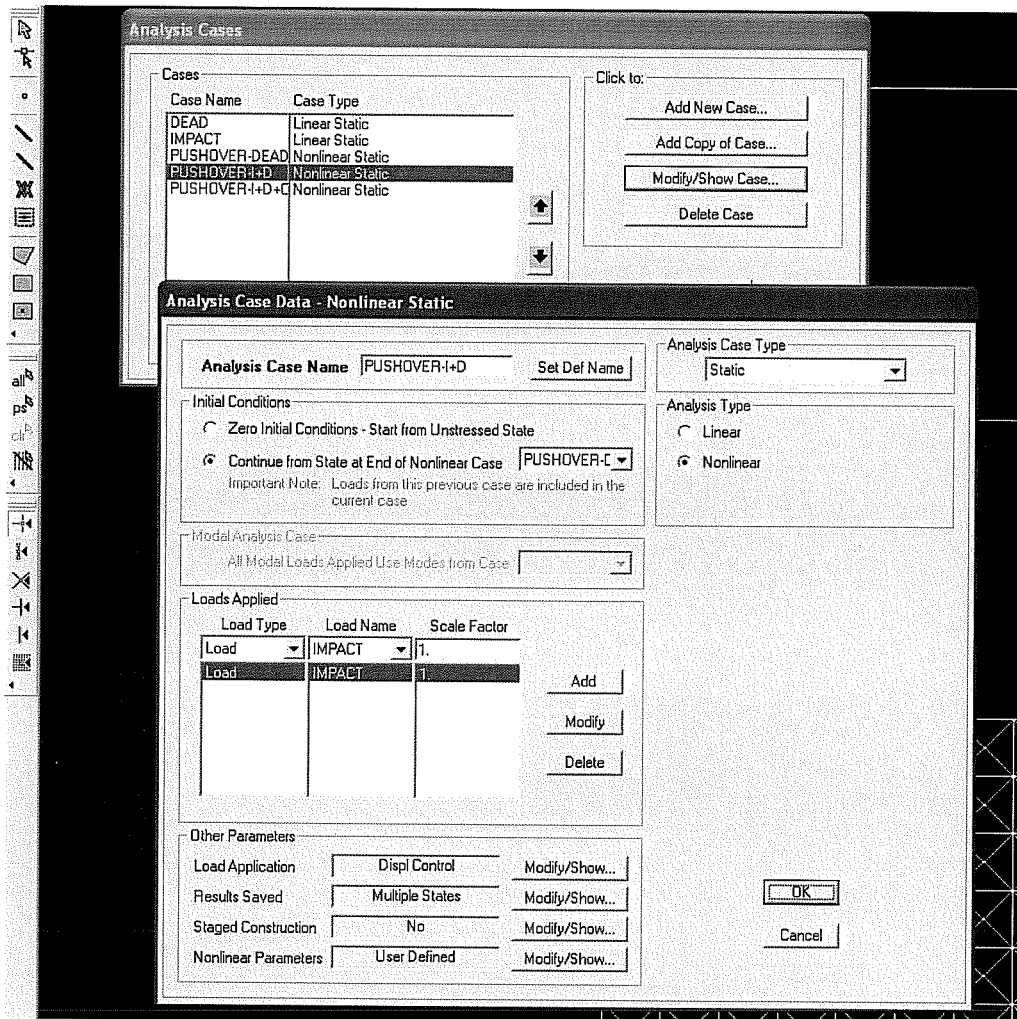 Analysis Cases
Cases
Case Name Case Type
DEAD Linear Static
IMPACT Linear Static
PUSHOVER-DEAD Nonlinear Static
PUSHOVER-I+D Nonlinear Static
PUSHOVER-I+D+D Nonlinear Static
Click to:
Add New Case...
Add Copy of Case...
Modify/Show Case...
Delete Case
Analysis Case Data - Nonlinear Static
Analysis Case Name PUSHOVER-I+D Set Def Name
Analysis Case Type
Static
Initial Conditions
Zero Initial Conditions - Start from Unstressed State
Continue from State at End of Nonlinear Case PUSHOVER-D
Important Note: Loads from this previous case are included in the
current case
Analysis Type
Linear
Nonlinear
Modal Analysis Case
All Modal Loads Applied Use Modes from Case
Loads Applied
Load Type Load Name Scale Factor
Load IMPACT 1.
Load IMPACT 1.
Add
Modify
Delete
Other Parameters
Load Application Displ Control Modify/Show...
Results Saved Multiple States Modify/Show...
Staged Construction No Modify/Show...
Nonlinear Parameters User Defined Modify/Show...
OK
Cancel
all
ps
clr